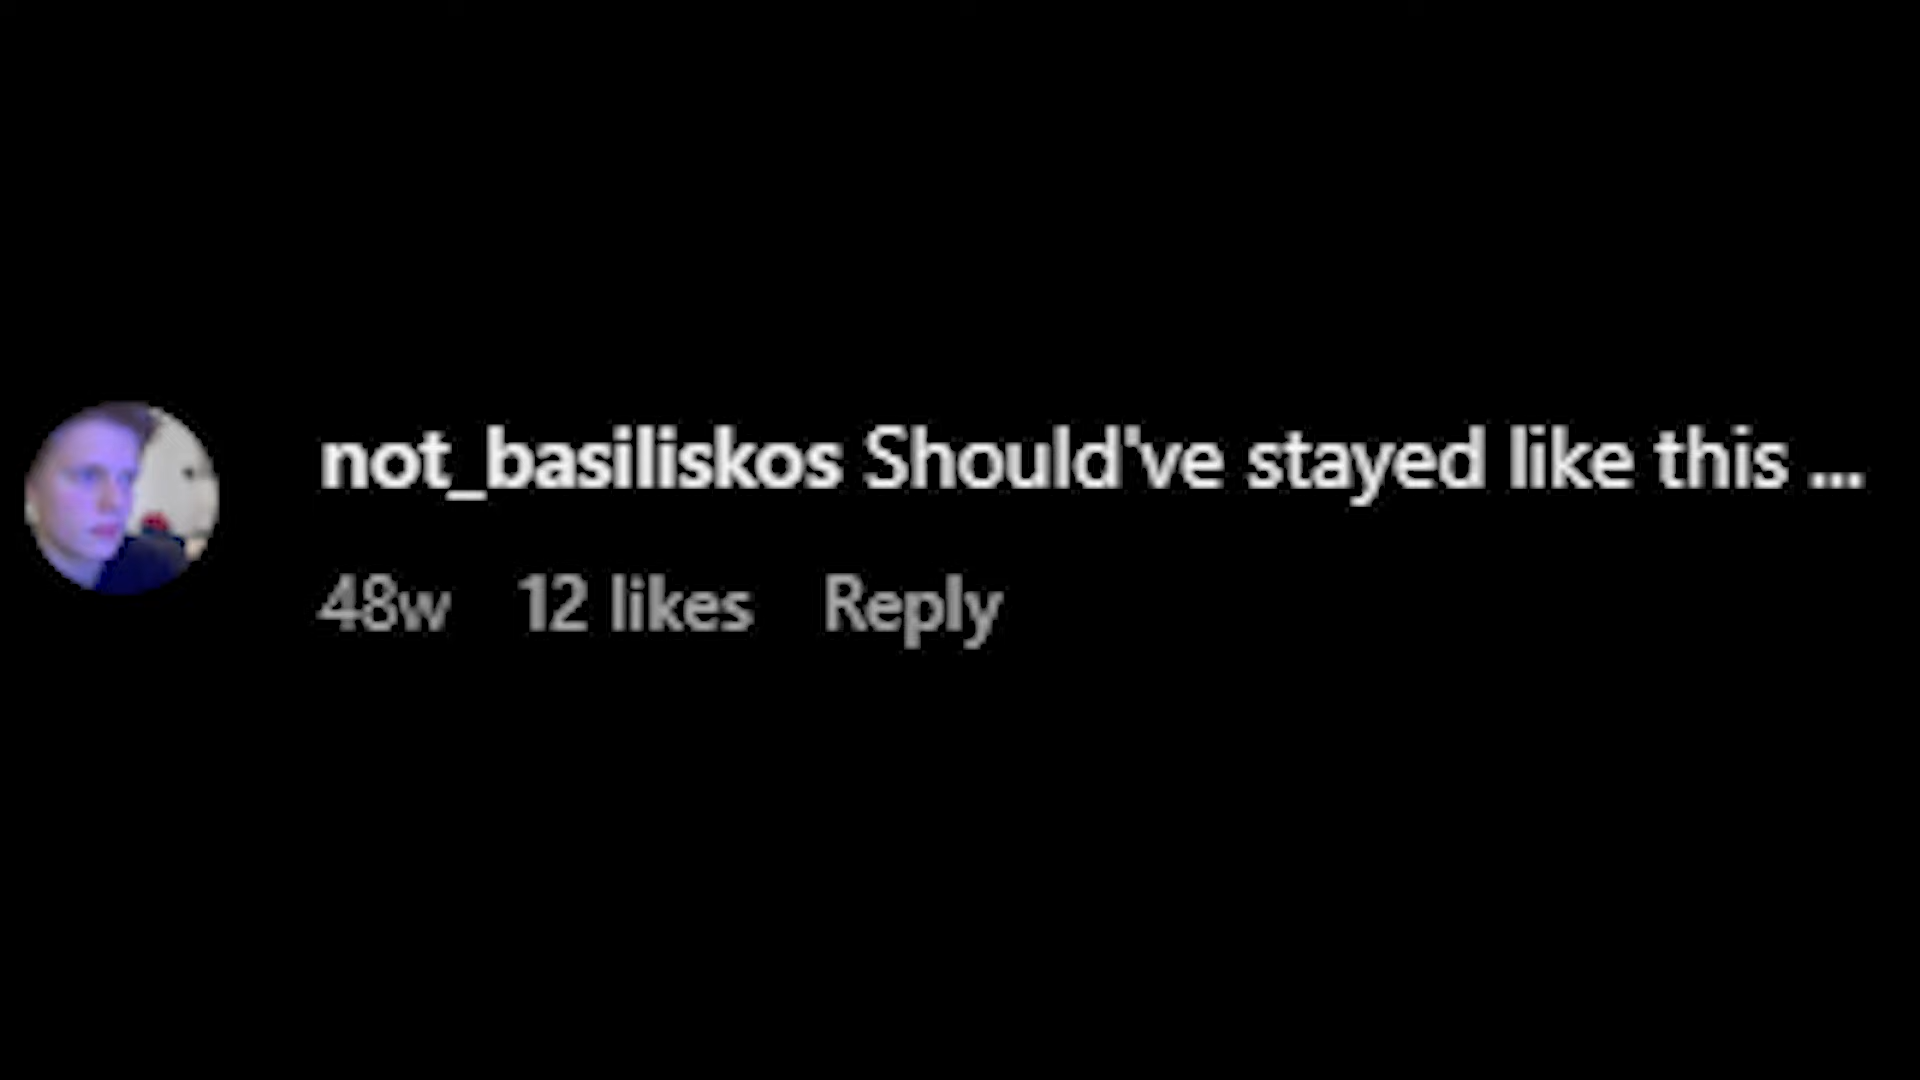 not_basiliskos Should've stayed like this ...
48w 12 likes Reply